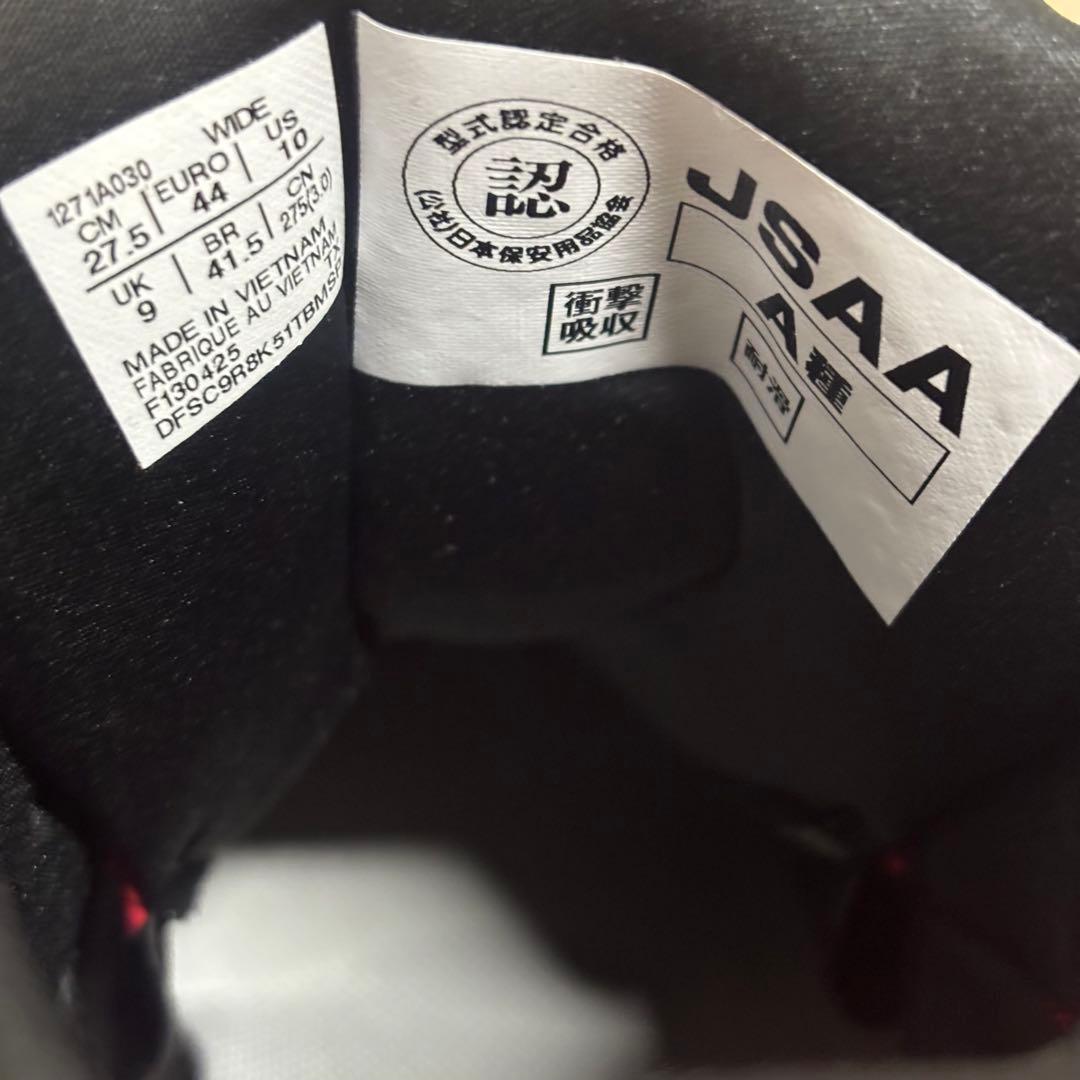 WIDE
1271A030
CM EURO US
27.5 44 10
UK BR CN
9 41.5 275(3.0)
MADE IN VIETNAM
FABRIQUE AU VIETNAM
F130425 TX
DFSC9R8K51TBMSP
型式認定合格
認
(公社)日本保安用品協会
衝撃
吸収
JSAA
A種
耐滑